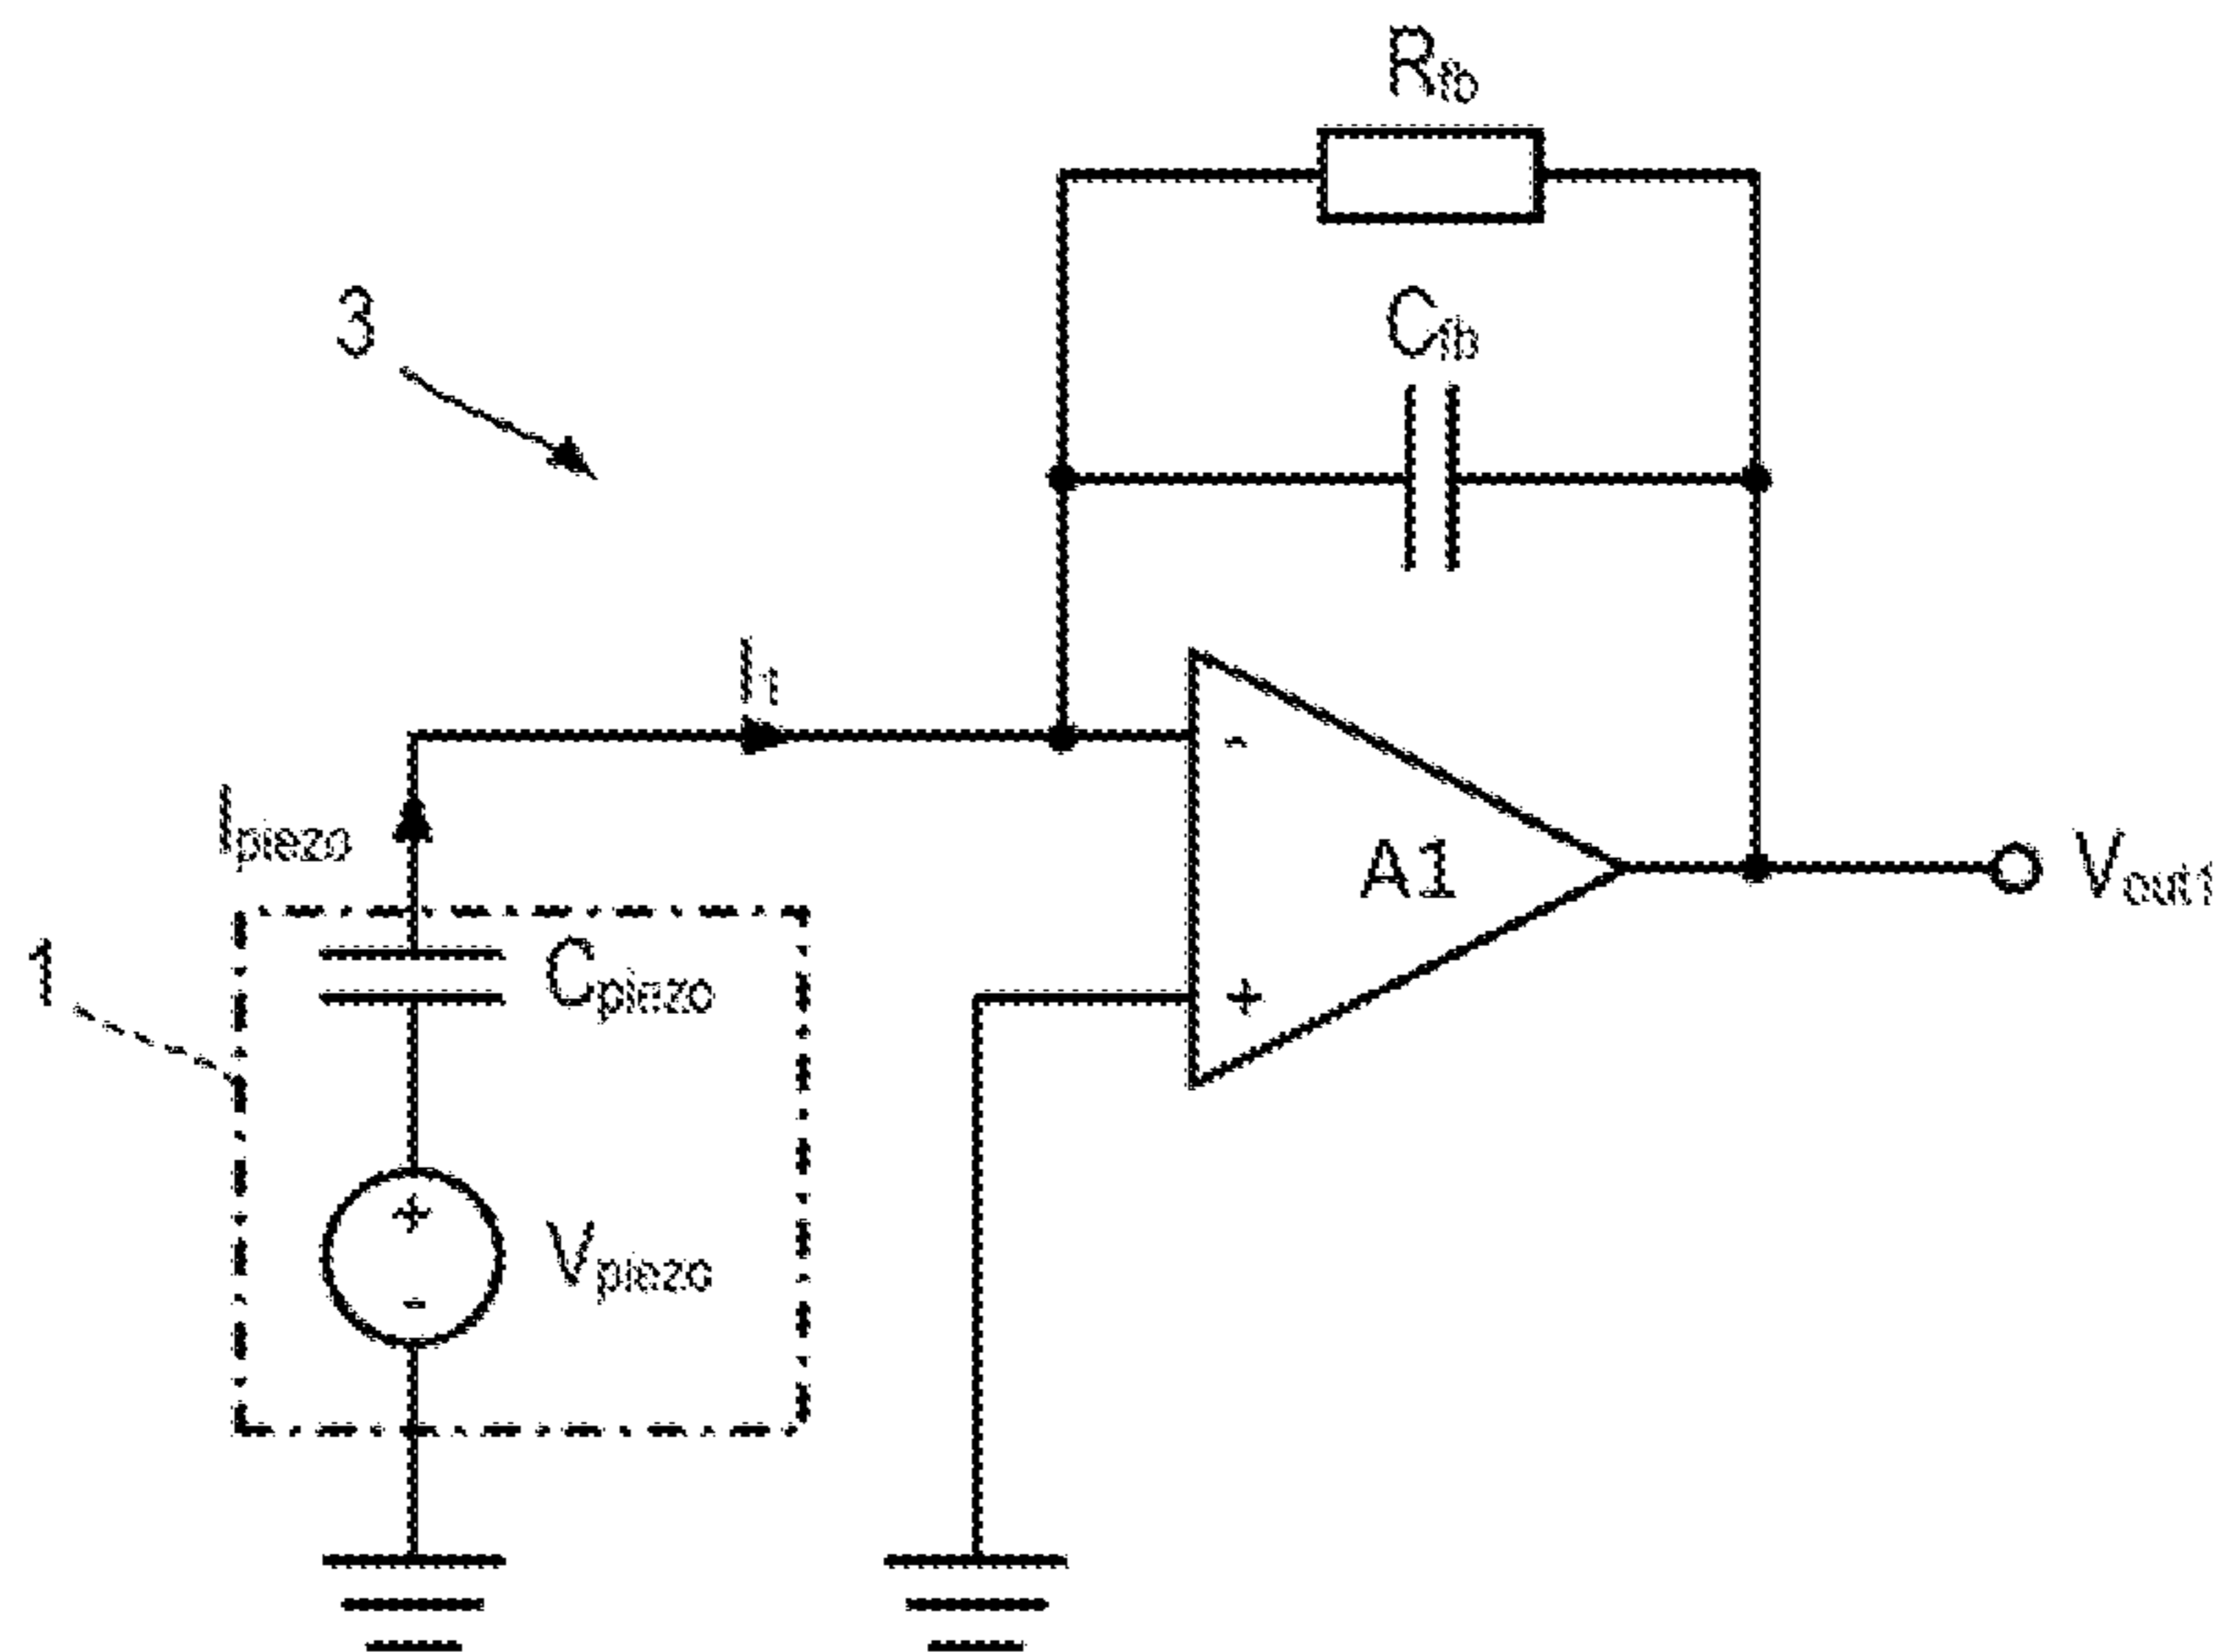 Rfb
3
Cfb
I1
Ipiezo
-
A1
Vout1
1
Cpiezo
+
+
Vpiezo
-